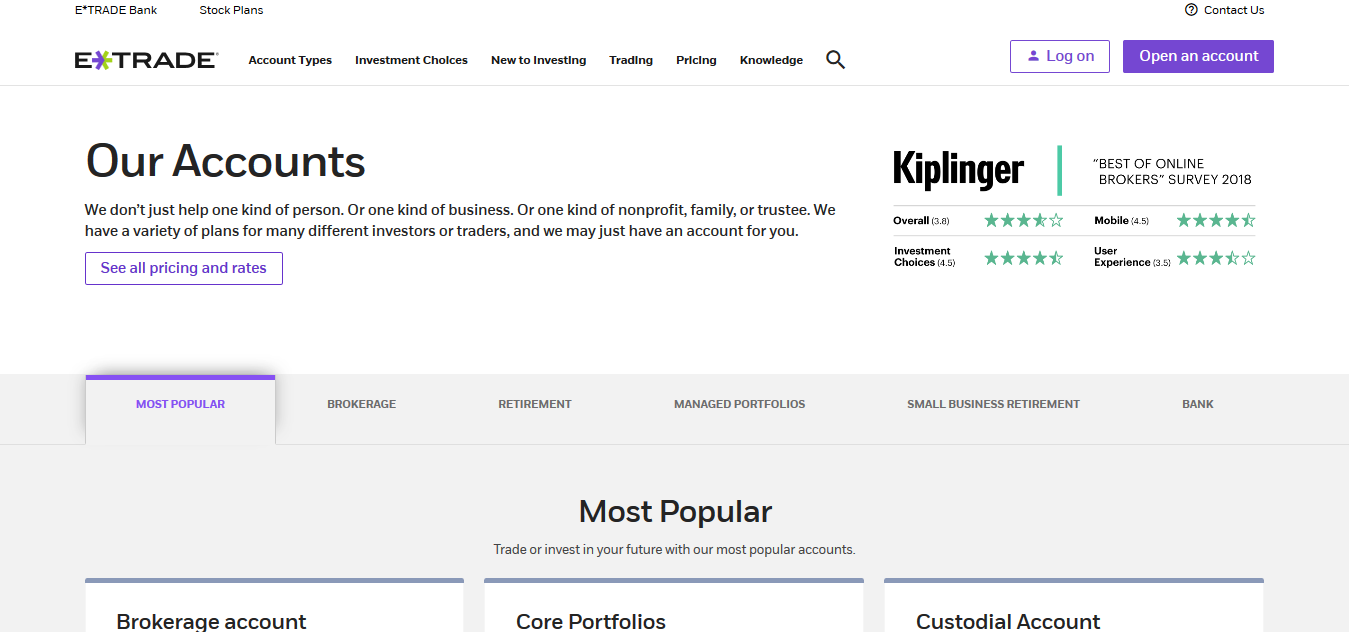 E*TRADE Bank
Stock Plans
Contact Us
E*TRADE
Account Types
Investment Choices
New to Investing
Trading
Pricing
Knowledge
Log on
Open an account
Our Accounts
We don't just help one kind of person. Or one kind of business. Or one kind of nonprofit, family, or trustee. We
have a variety of plans for many different investors or traders, and we may just have an account for you.
See all pricing and rates
Kiplinger
“BEST OF ONLINE
BROKERS” SURVEY 2018
Overall (3.8)
Mobile (4.5)
Investment
Choices (4.5)
User
Experience (3.5)
MOST POPULAR
BROKERAGE
RETIREMENT
MANAGED PORTFOLIOS
SMALL BUSINESS RETIREMENT
BANK
Most Popular
Trade or invest in your future with our most popular accounts.
Brokerage account
Core Portfolios
Custodial Account